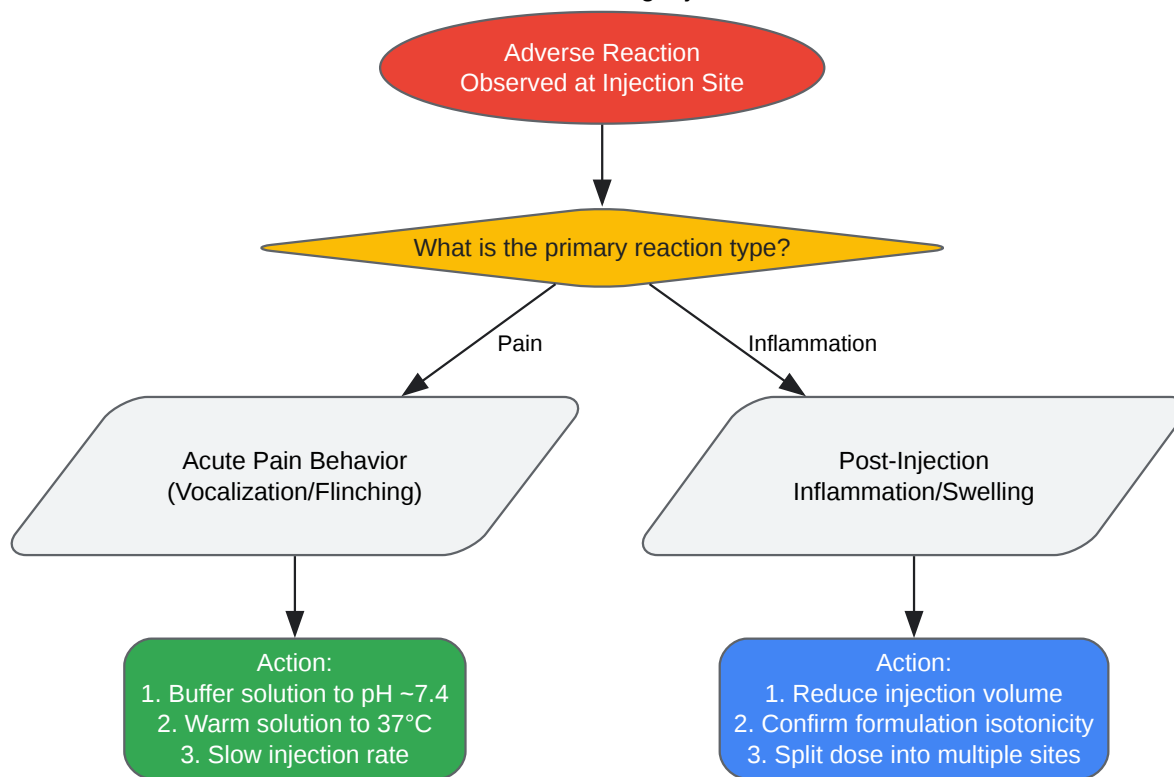 Adverse Reaction
Observed at Injection Site
What is the primary reaction type?
Pain
Inflammation
Acute Pain Behavior
(Vocalization/Flinching)
Post-Injection
Inflammation/Swelling
Action:
1. Buffer solution to pH ~7.4
2. Warm solution to 37°C
3. Slow injection rate
Action:
1. Reduce injection volume
2. Confirm formulation isotonicity
3. Split dose into multiple sites